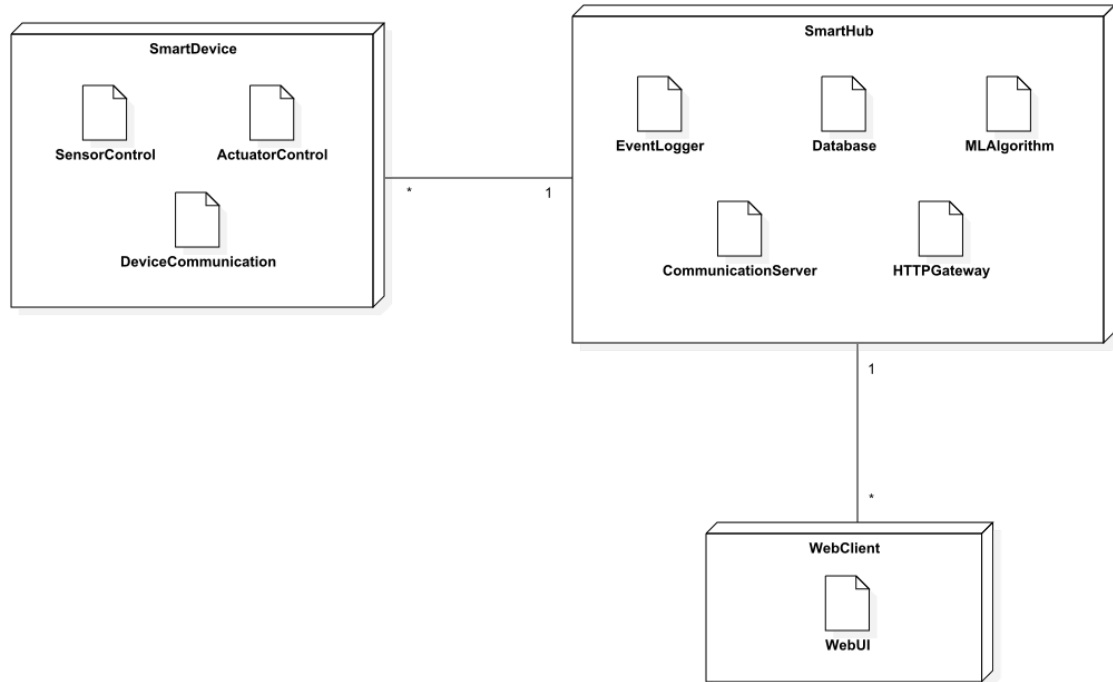 SmartDevice
SensorControl
ActuatorControl
DeviceCommunication
*
1
SmartHub
EventLogger
Database
MLAlgorithm
CommunicationServer
HTTPGateway
1
*
WebClient
WebUI